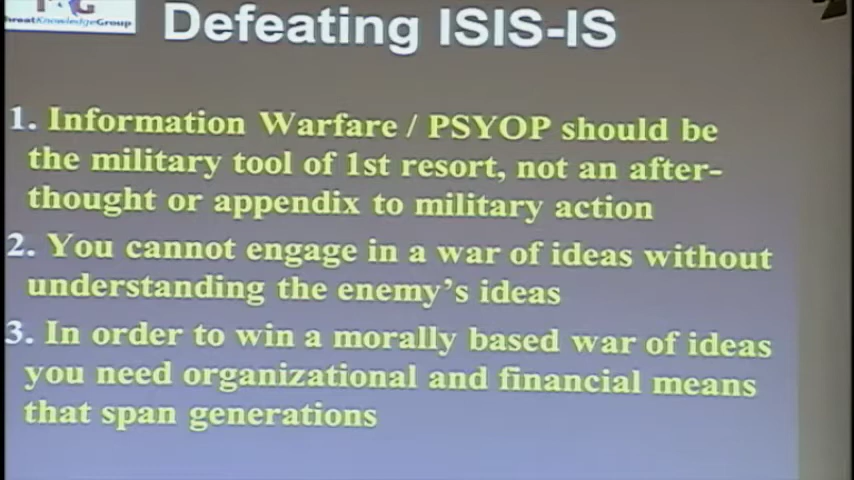 ThreatKnowledgeGroup
Defeating ISIS-IS
1. Information Warfare / PSYOP should be
the military tool of 1st resort, not an after-
thought or appendix to military action
2. You cannot engage in a war of ideas without
understanding the enemy's ideas
3. In order to win a morally based war of ideas
you need organizational and financial means
that span generations